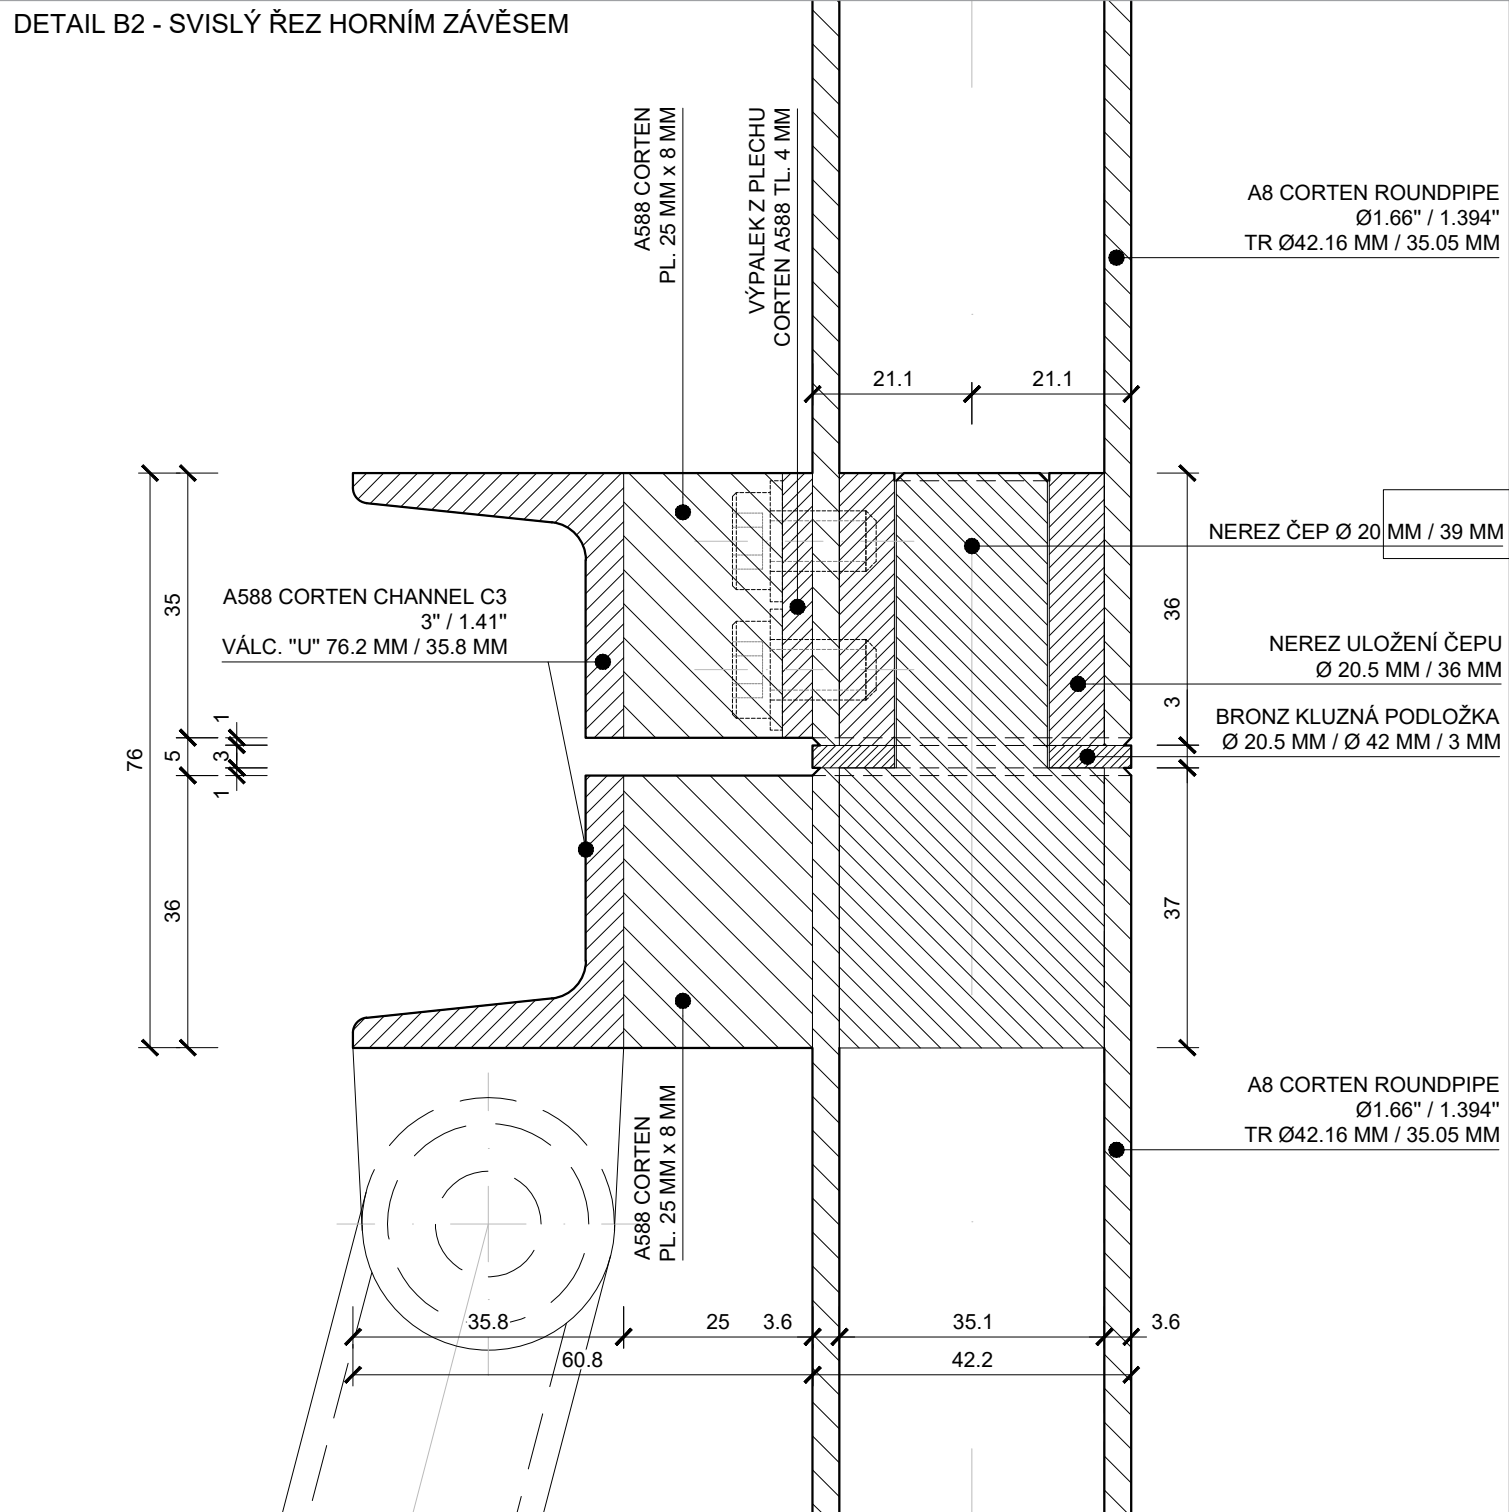 DETAIL B2 - SVISLÝ ŘEZ HORNÍM ZÁVĚSEM
A588 CORTEN
PL. 25 MM x 8 MM
VÝPALEK Z PLECHU
CORTEN A588 TL. 4 MM
A8 CORTEN ROUNDPIPE
Ø1.66" / 1.394"
TR Ø42.16 MM / 35.05 MM
21.1
21.1
NEREZ ČEP Ø 20 MM / 39 MM
A588 CORTEN CHANNEL C3
3" / 1.41"
VÁLC. "U" 76.2 MM / 35.8 MM
35
36
NEREZ ULOŽENÍ ČEPU
Ø 20.5 MM / 36 MM
3
BRONZ KLUZNÁ PODLOŽKA
Ø 20.5 MM / Ø 42 MM / 3 MM
1
76
5
3
1
36
37
A588 CORTEN
PL. 25 MM x 8 MM
A8 CORTEN ROUNDPIPE
Ø1.66" / 1.394"
TR Ø42.16 MM / 35.05 MM
35.8
25
3.6
35.1
3.6
60.8
42.2